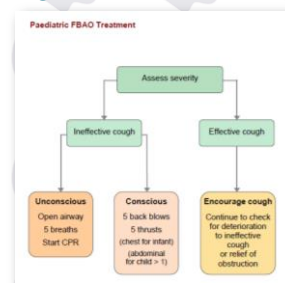 Paediatric FBAO Treatment
Assess severity
Ineffective cough
Effective cough
Unconscious
Open airway
5 breaths
Start CPR
Conscious
5 back blows
5 thrusts
(chest for infant)
(abdominal
for child > 1)
Encourage cough
Continue to check
for deterioration
to ineffective
cough
or relief of
obstruction